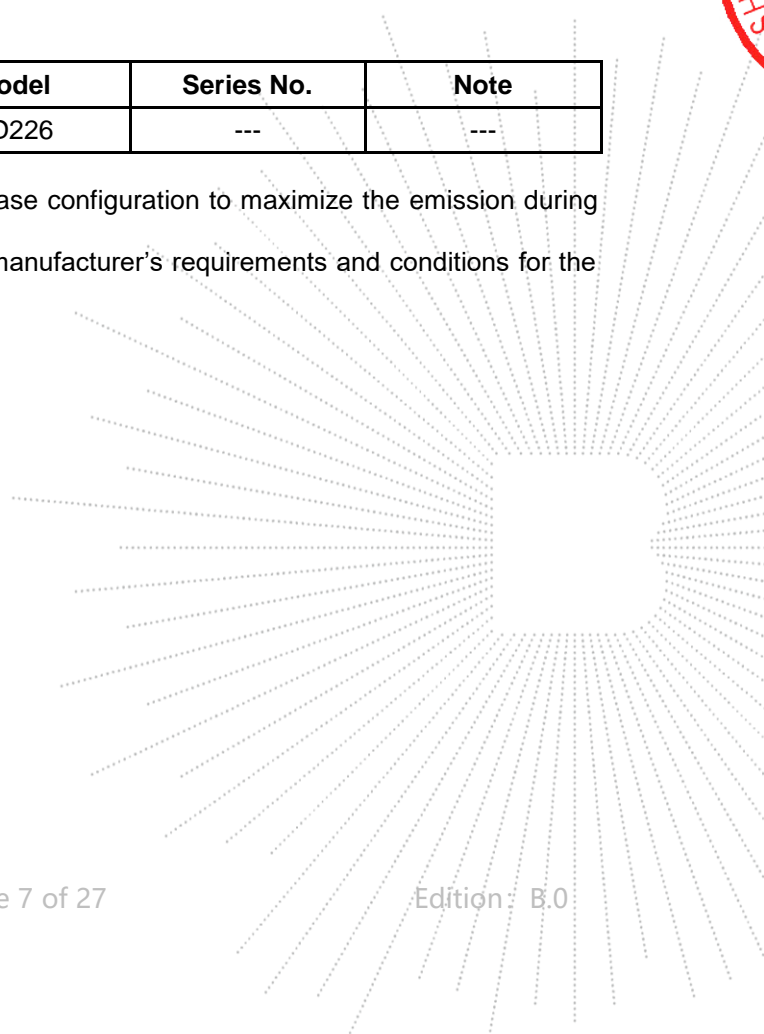 odel Series No. Note
D226 --- ---
ase configuration to maximize the emission during
manufacturer’s requirements and conditions for the
e 7 of 27 Edition: B.0